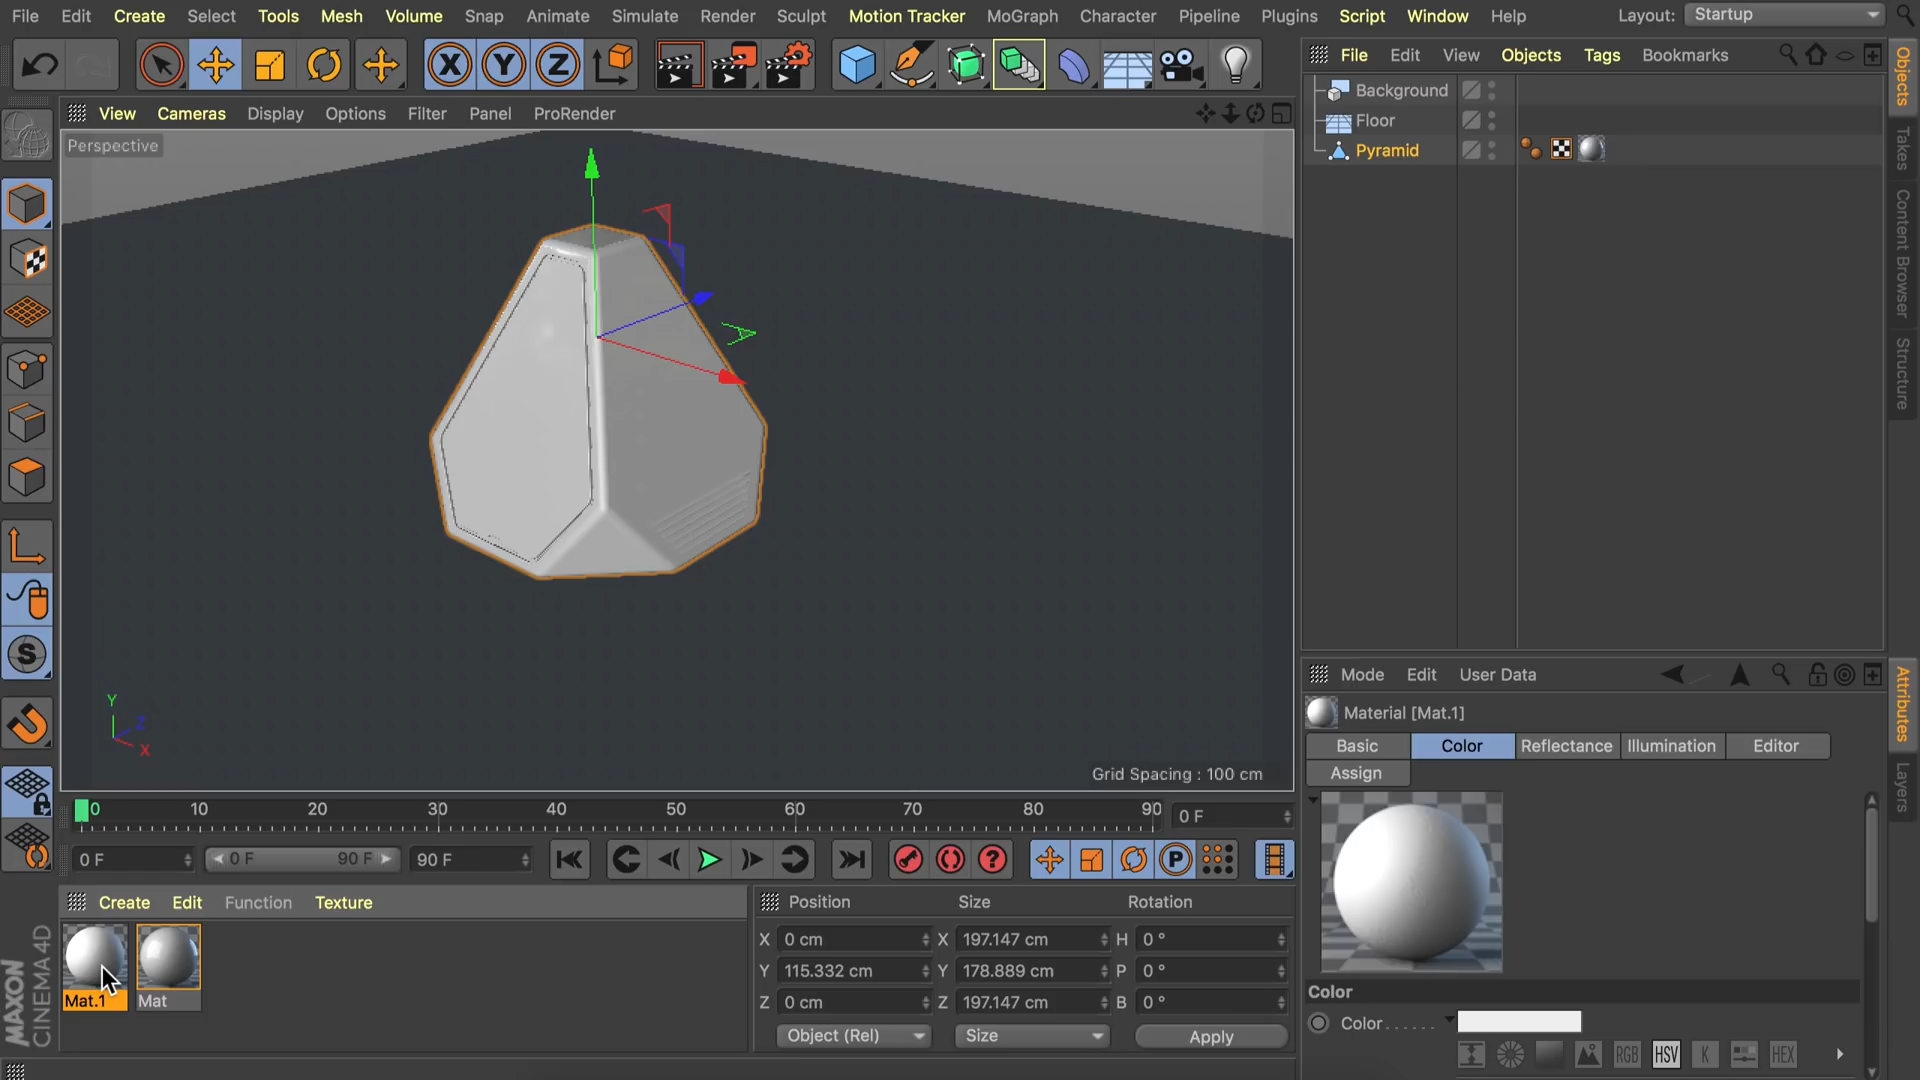 File Edit Create Select Tools Mesh Volume Snap Animate Simulate Render Sculpt Motion Tracker MoGraph Character Pipeline Plugins Script Window Help Layout: Startup
X Y Z
File Edit View Objects Tags Bookmarks
Background
Floor
Pyramid
Objects
Takes
Content Browser
Structure
View Cameras Display Options Filter Panel ProRender
Perspective
Y
Z
X
Grid Spacing : 100 cm
S
0 10 20 30 40 50 60 70 80 90 0 F
0 F 0 F 90 F 90 F ? P
Create Edit Function Texture
Mat.1 Mat
MAXON
CINEMA 4D
Position Size Rotation
X 0 cm X 197.147 cm H 0 °
Y 115.332 cm Y 178.889 cm P 0 °
Z 0 cm Z 197.147 cm B 0 °
Object (Rel) Size Apply
Mode Edit User Data
Material [Mat.1]
Basic Color Reflectance Illumination Editor
Assign
Color
Color......
RGB HSV K HEX
Attributes
Layers